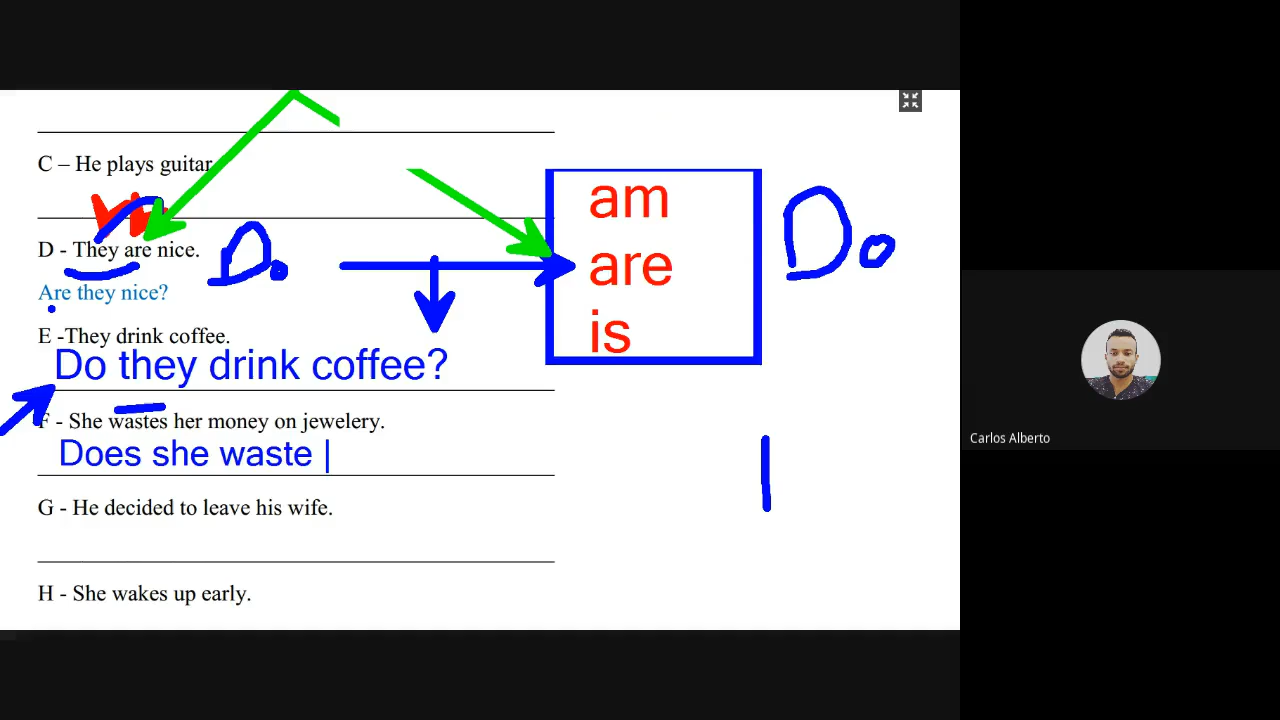 C – He plays guitar
am
Do
D - They are nice.
Do
are
Are they nice?
E -They drink coffee.
is
Do they drink coffee?
F - She wastes her money on jewelery.
Carlos Alberto
Does she waste
G - He decided to leave his wife.
H - She wakes up early.